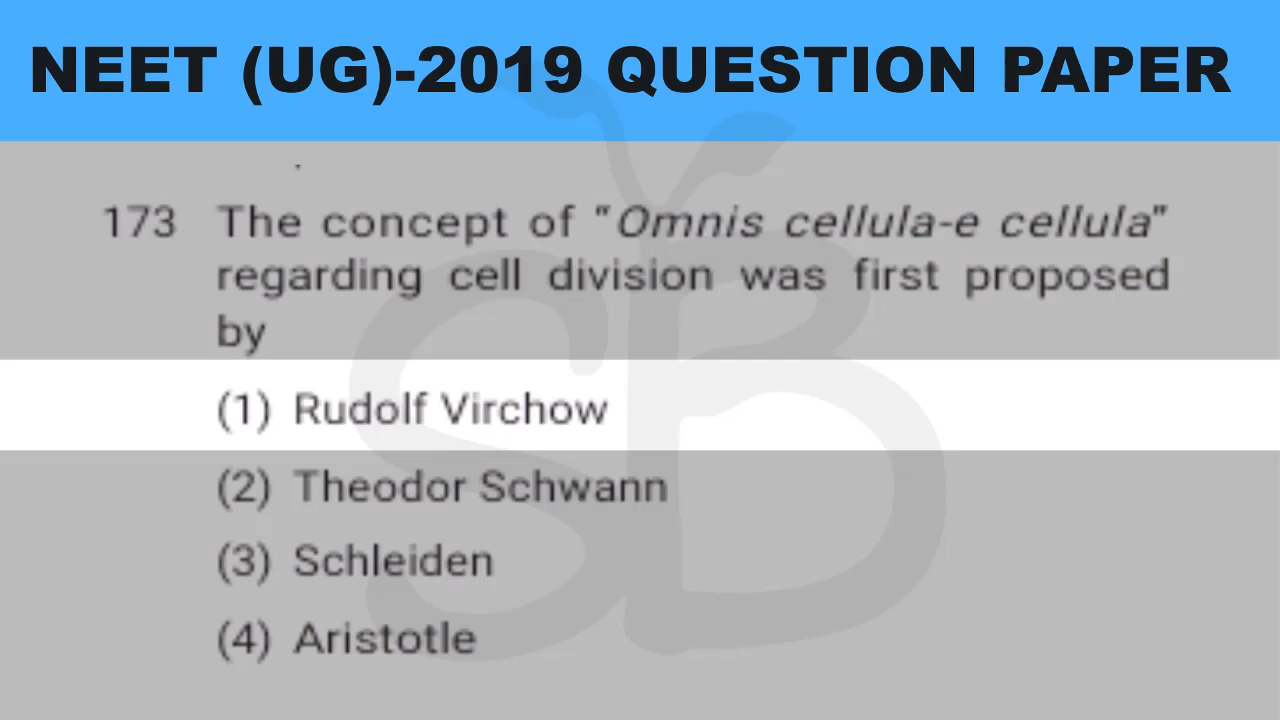 NEET (UG)-2019 QUESTION PAPER
173 The concept of "Omnis cellula-e cellula"
regarding cell division was first proposed
by
(1) Rudolf Virchow
(2) Theodor Schwann
(3) Schleiden
(4) Aristotle
SB